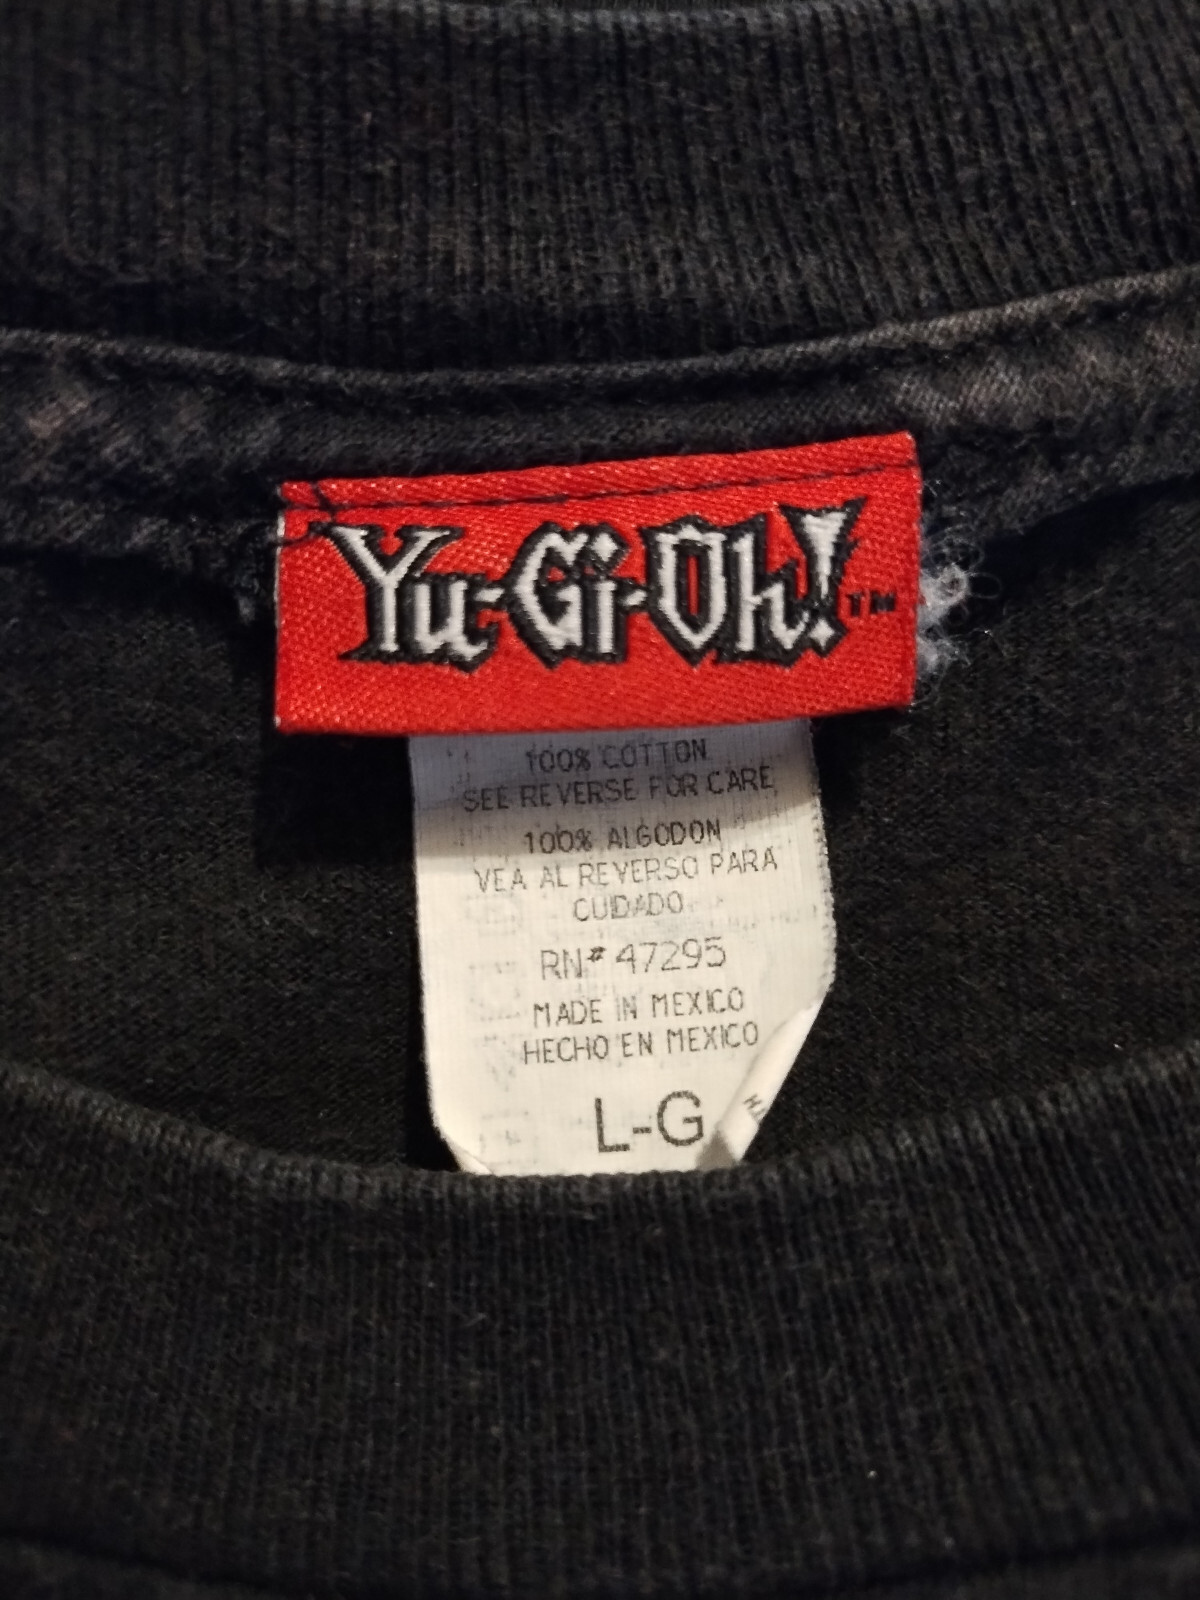 Yu-Gi-Oh!™
100% COTTON
SEE REVERSE FOR CARE
100% ALGODON
VEA AL REVERSO PARA
CUIDADO
RN# 47295
MADE IN MEXICO
HECHO EN MEXICO
L-G